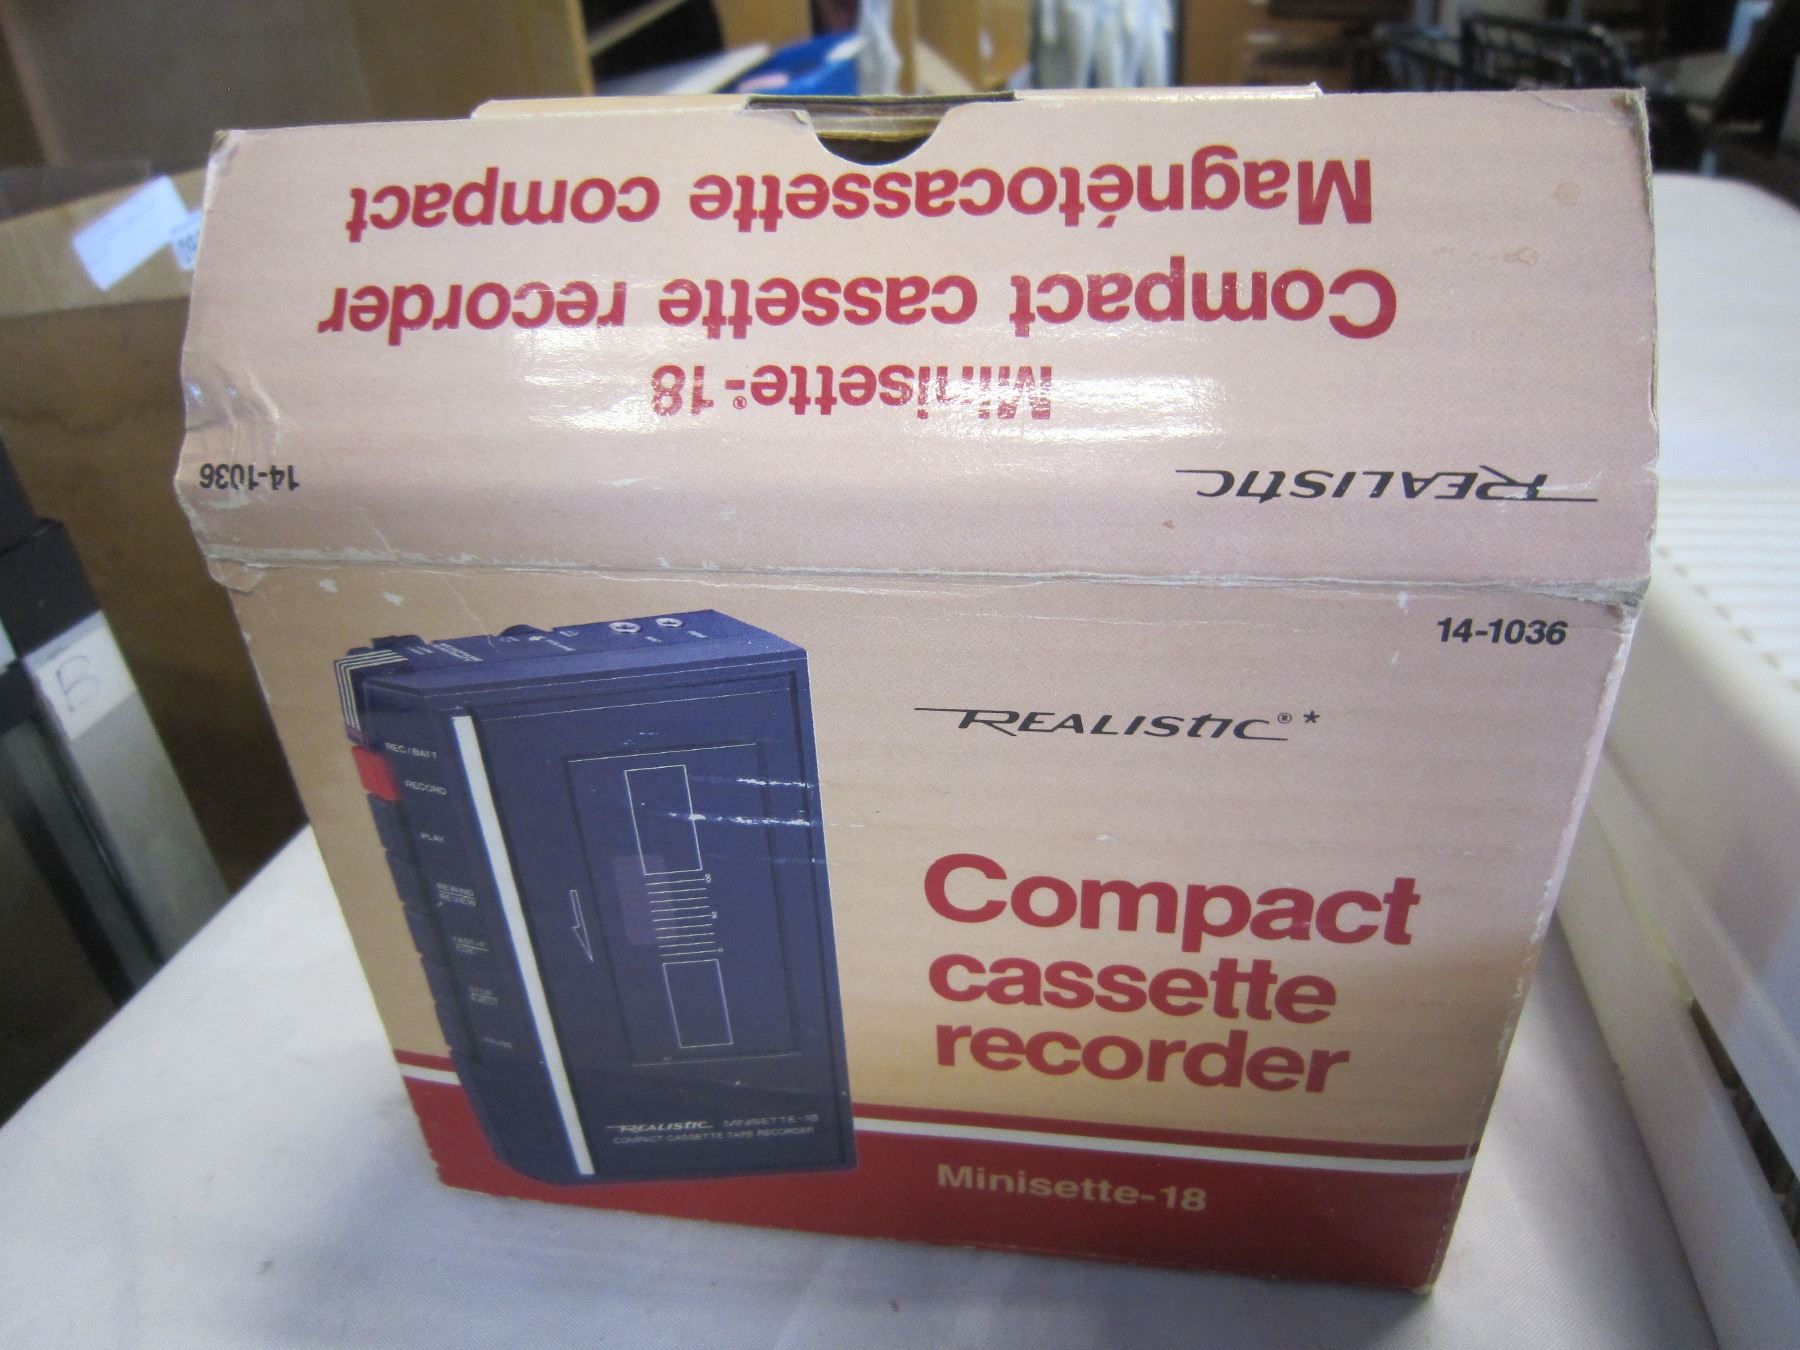 Magnétocassette compact
Compact cassette recorder
Minisette®-18
REALISTIC
14-1036
14-1036
REALISTIC®*
Compact
cassette
recorder
Minisette-18
REC/BATT
RECORD
PLAY
REWIND
REVIEW
STOP
EJECT
PAUSE
REALISTIC MINISETTE-18
COMPACT CASSETTE TAPE RECORDER